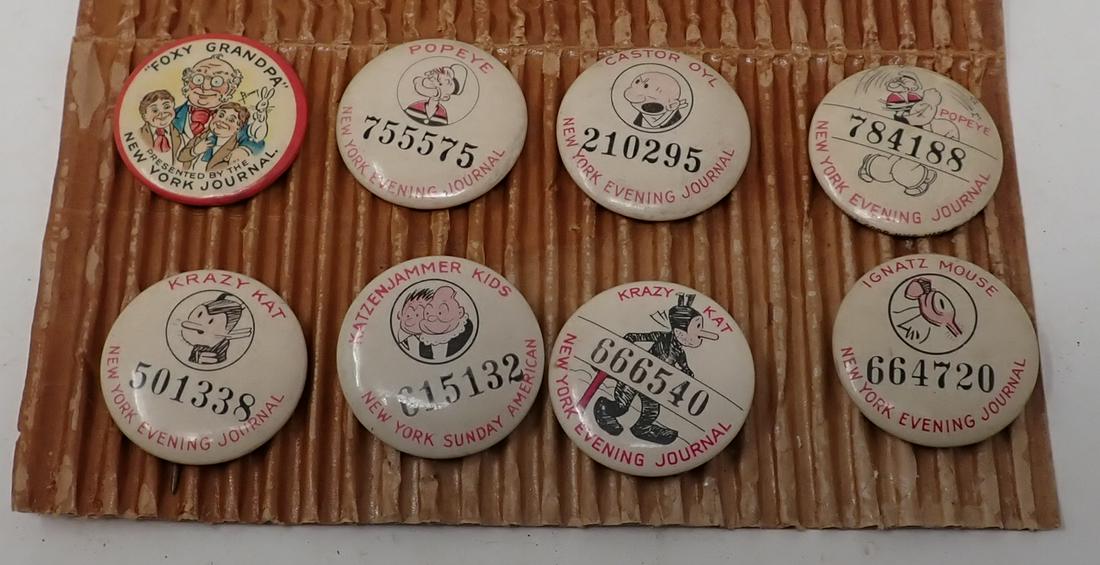 "FOXY GRANDPA"
PRESENTED BY THE
NEW YORK JOURNAL
POPEYE
755575
NEW YORK EVENING JOURNAL
CASTOR OYL
210295
NEW YORK EVENING JOURNAL
POPEYE
784188
NEW YORK EVENING JOURNAL
KRAZY KAT
501338
NEW YORK EVENING JOURNAL
KATZENJAMMER KIDS
615132
NEW YORK SUNDAY AMERICAN
KRAZY KAT
666540
NEW YORK EVENING JOURNAL
IGNATZ MOUSE
664720
NEW YORK EVENING JOURNAL